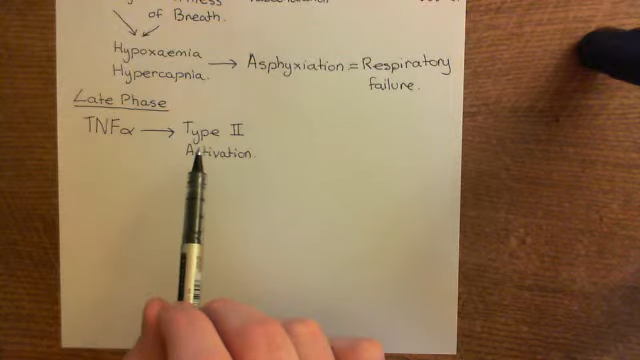 of Breath.
Hypoxaemia
Hypercapnia. → Asphyxiation = Respiratory
failure.
Late Phase
TNFα → Type II
Activation.